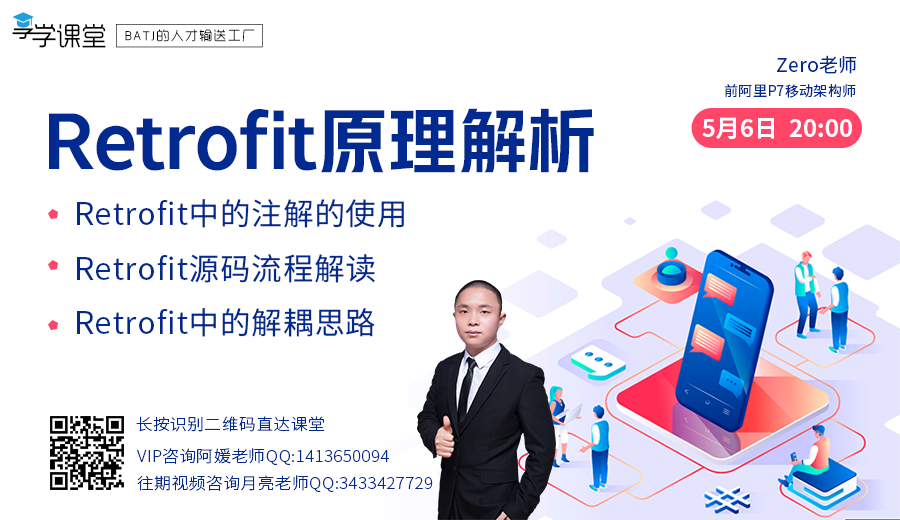 享学课堂
BATJ的人才输送工厂
Zero老师
前阿里P7移动架构师
5月6日 20:00
Retrofit原理解析
Retrofit中的注解的使用
Retrofit源码流程解读
Retrofit中的解耦思路
长按识别二维码直达课堂
VIP咨询阿媛老师QQ:1413650094
往期视频咨询月亮老师QQ:3433427729